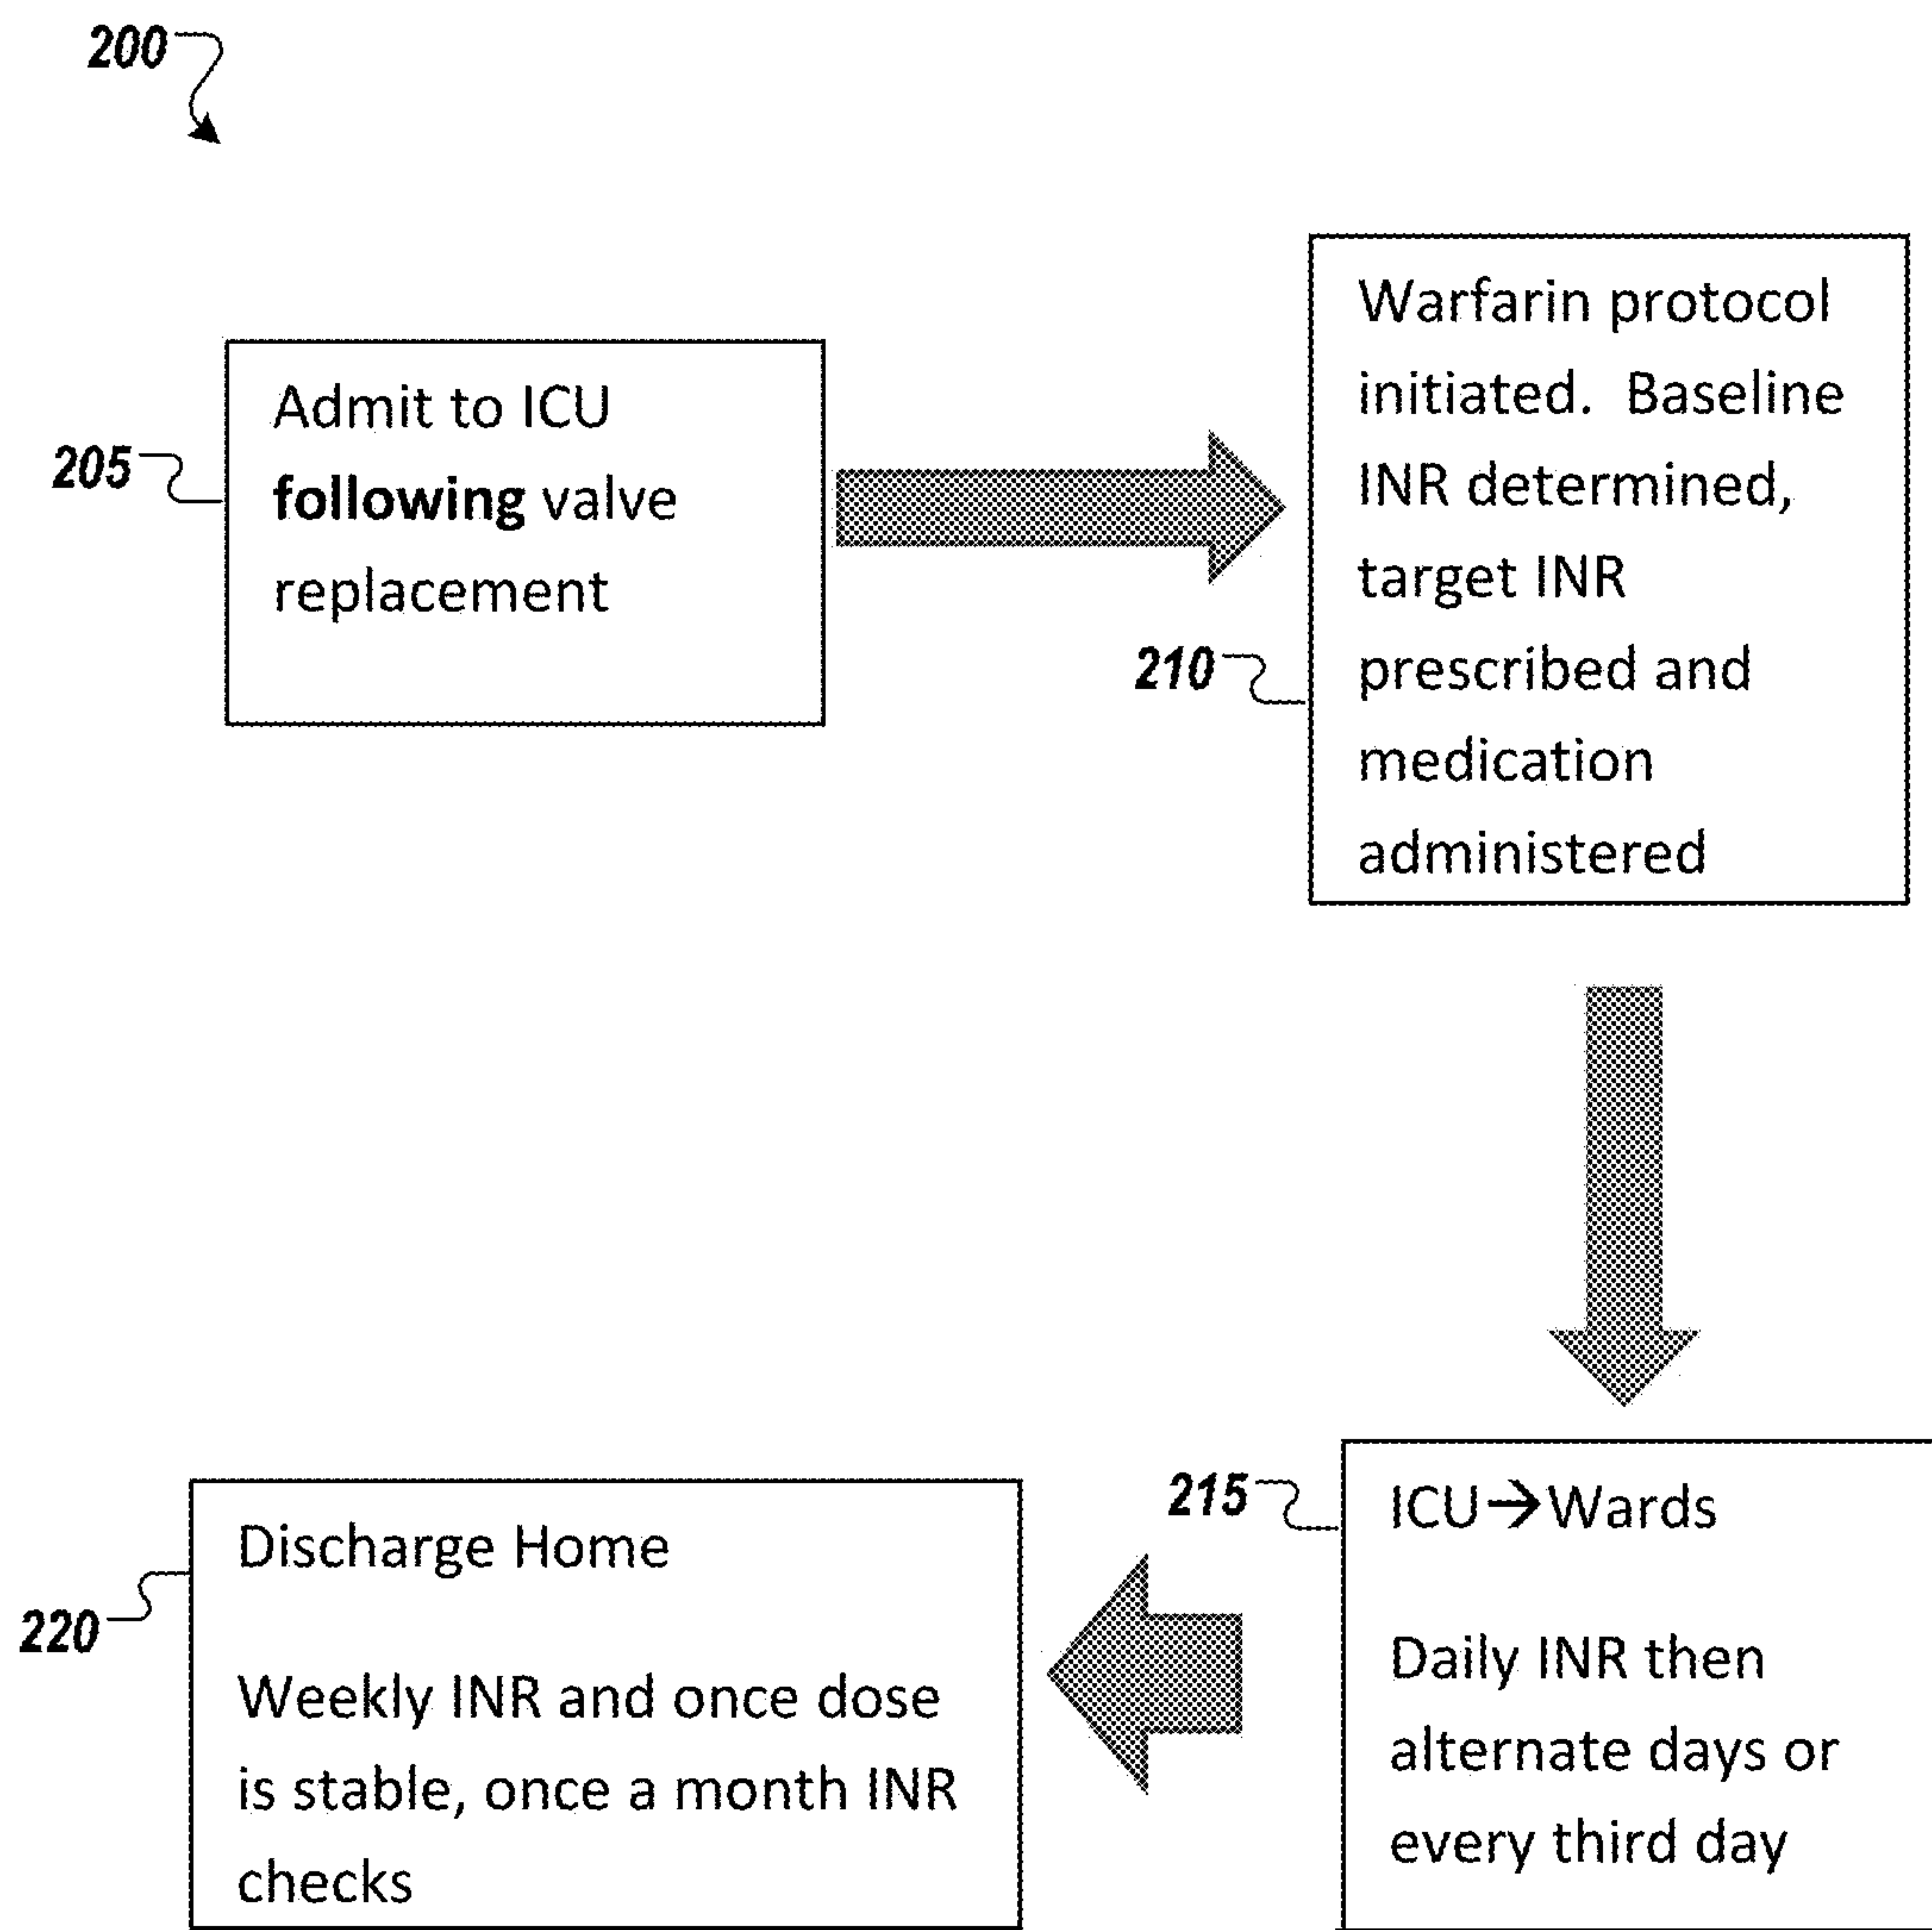 200
205
Admit to ICU
following valve
replacement
210
Warfarin protocol
initiated.  Baseline
INR determined,
target INR
prescribed and
medication
administered
215
ICU→Wards
Daily INR then
alternate days or
every third day
220
Discharge Home
Weekly INR and once dose
is stable, once a month INR
checks